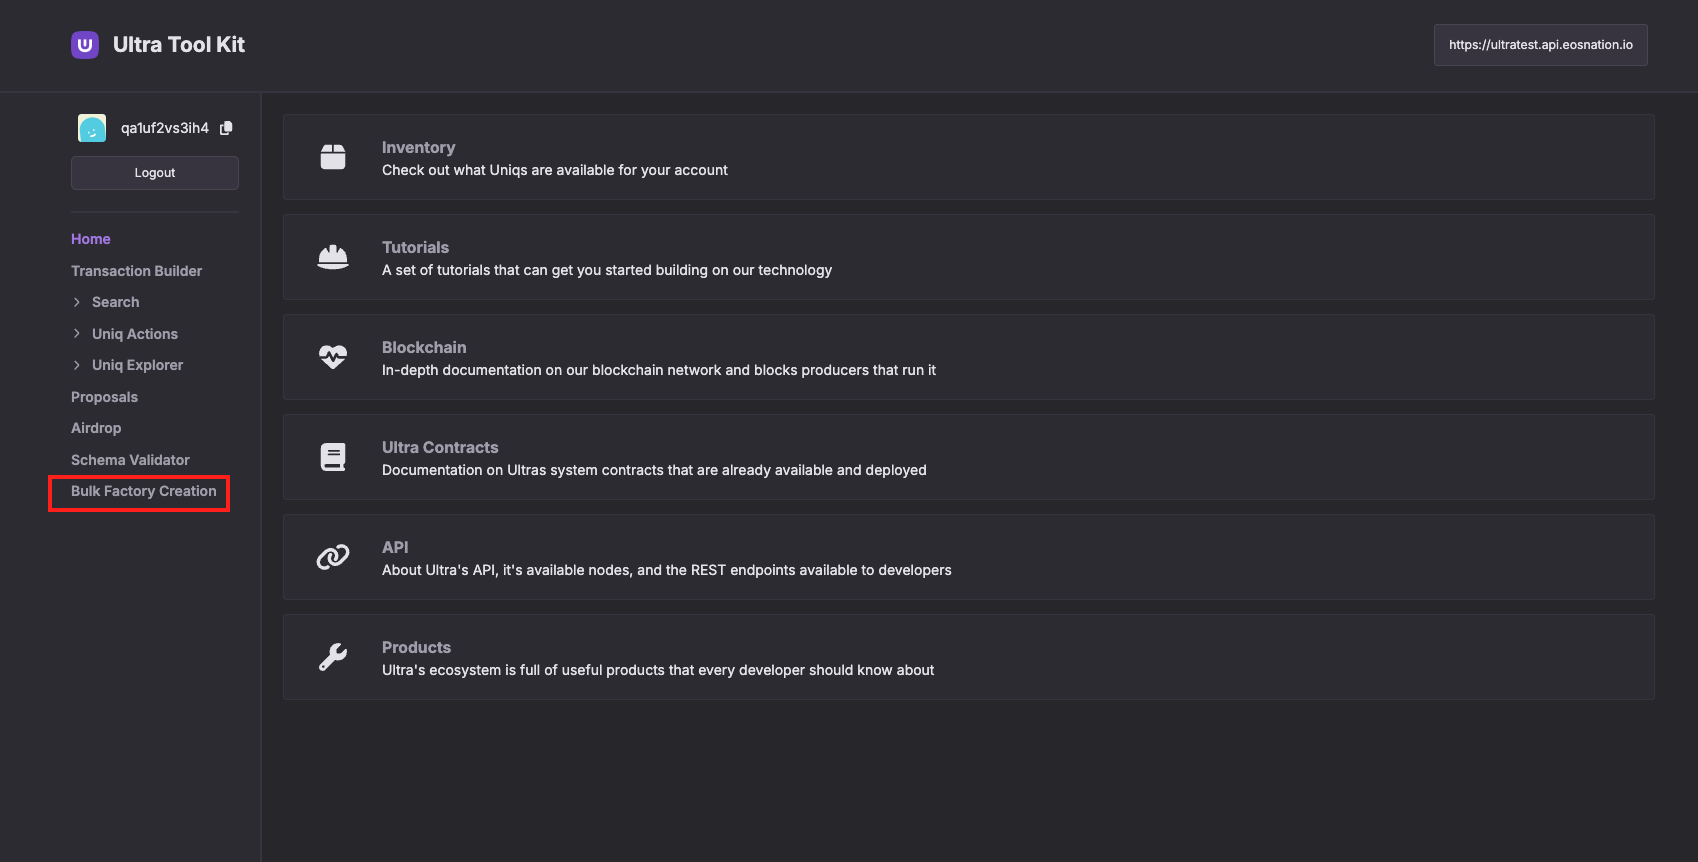 Ultra Tool Kit
https://ultratest.api.eosnation.io
qa1uf2vs3ih4
Logout
Home
Transaction Builder
Search
Uniq Actions
Uniq Explorer
Proposals
Airdrop
Schema Validator
Bulk Factory Creation
Inventory
Check out what Uniqs are available for your account
Tutorials
A set of tutorials that can get you started building on our technology
Blockchain
In-depth documentation on our blockchain network and blocks producers that run it
Ultra Contracts
Documentation on Ultras system contracts that are already available and deployed
API
About Ultra's API, it's available nodes, and the REST endpoints available to developers
Products
Ultra's ecosystem is full of useful products that every developer should know about